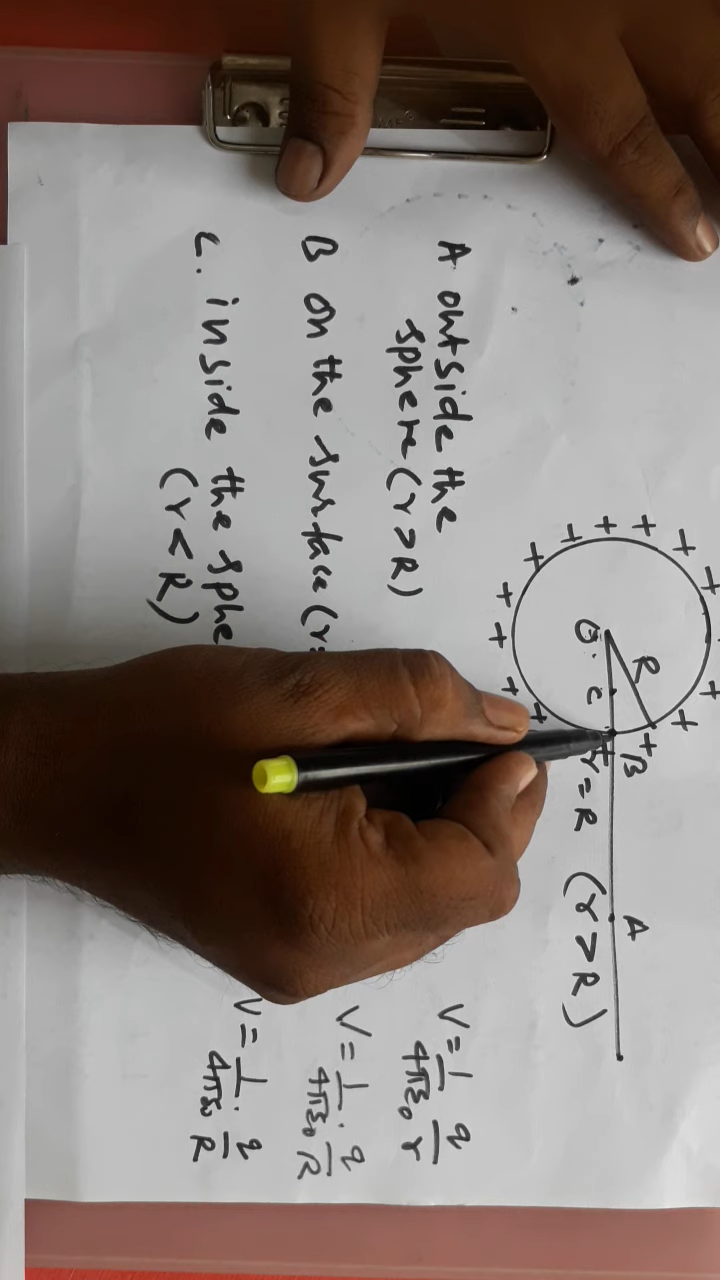 + + + + + + + +
+ + + + + + + +
R
O . C
B
A
r = R (r > R)
A. outside the
sphere (r > R)
V = 1/4πε₀ q/r
B on the surface (r=
V = 1/4πε₀ . q/R
C. inside the sphe
(r < R)
V = 1/4πε₀ . q/R